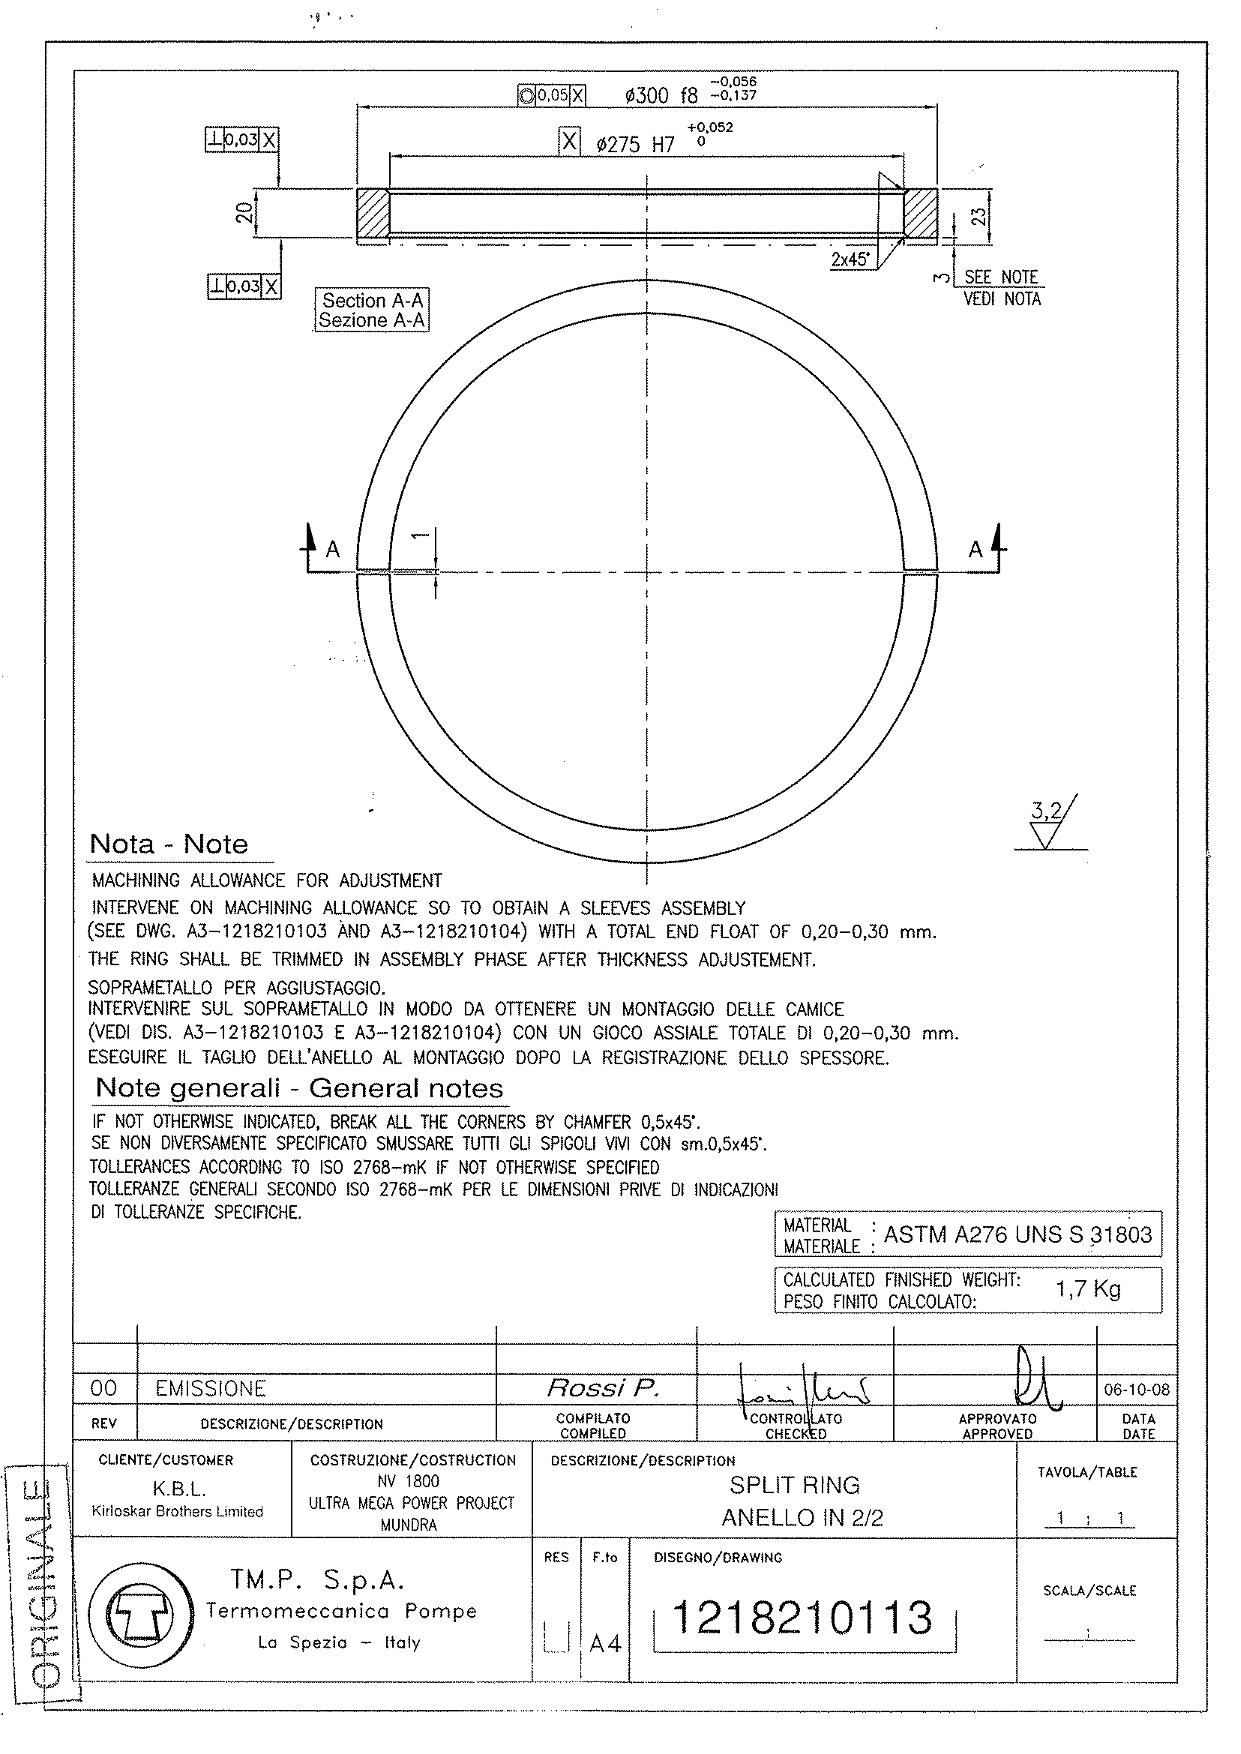 ◎ 0,05 X ø300 f8 -0,056 -0,137
X ø275 H7 +0,052 0
⊥ 0,03 X
20
23
2x45°
3
SEE NOTE
VEDI NOTA
⊥ 0,03 X
Section A-A
Sezione A-A
A
1
A
3,2
Nota - Note
MACHINING ALLOWANCE FOR ADJUSTMENT
INTERVENE ON MACHINING ALLOWANCE SO TO OBTAIN A SLEEVES ASSEMBLY
(SEE DWG. A3-1218210103 AND A3-1218210104) WITH A TOTAL END FLOAT OF 0,20-0,30 mm.
THE RING SHALL BE TRIMMED IN ASSEMBLY PHASE AFTER THICKNESS ADJUSTEMENT.
SOPRAMETALLO PER AGGIUSTAGGIO.
INTERVENIRE SUL SOPRAMETALLO IN MODO DA OTTENERE UN MONTAGGIO DELLE CAMICE
(VEDI DIS. A3-1218210103 E A3-1218210104) CON UN GIOCO ASSIALE TOTALE DI 0,20-0,30 mm.
ESEGUIRE IL TAGLIO DELL'ANELLO AL MONTAGGIO DOPO LA REGISTRAZIONE DELLO SPESSORE.
Note generali - General notes
IF NOT OTHERWISE INDICATED, BREAK ALL THE CORNERS BY CHAMFER 0,5x45°.
SE NON DIVERSAMENTE SPECIFICATO SMUSSARE TUTTI GLI SPIGOLI VIVI CON sm.0,5x45°.
TOLLERANCES ACCORDING TO ISO 2768-mK IF NOT OTHERWISE SPECIFIED
TOLLERANZE GENERALI SECONDO ISO 2768-mK PER LE DIMENSIONI PRIVE DI INDICAZIONI
DI TOLLERANZE SPECIFICHE.
MATERIAL :
MATERIALE :
ASTM A276 UNS S 31803
CALCULATED FINISHED WEIGHT:
PESO FINITO CALCOLATO:
1,7 Kg
00 EMISSIONE Rossi P. 06-10-08
REV DESCRIZIONE/DESCRIPTION
COMPILATO
COMPILED
CONTROLLATO
CHECKED
APPROVATO
APPROVED
DATA
DATE
CLIENTE/CUSTOMER
K.B.L.
Kirloskar Brothers Limited
COSTRUZIONE/COSTRUCTION
NV 1800
ULTRA MEGA POWER PROJECT
MUNDRA
DESCRIZIONE/DESCRIPTION
SPLIT RING
ANELLO IN 2/2
TAVOLA/TABLE
1 : 1
TM.P. S.p.A.
Termomeccanica Pompe
La Spezia - Italy
RES
F.to
A4
DISEGNO/DRAWING
1218210113
SCALA/SCALE
:
ORIGINALE